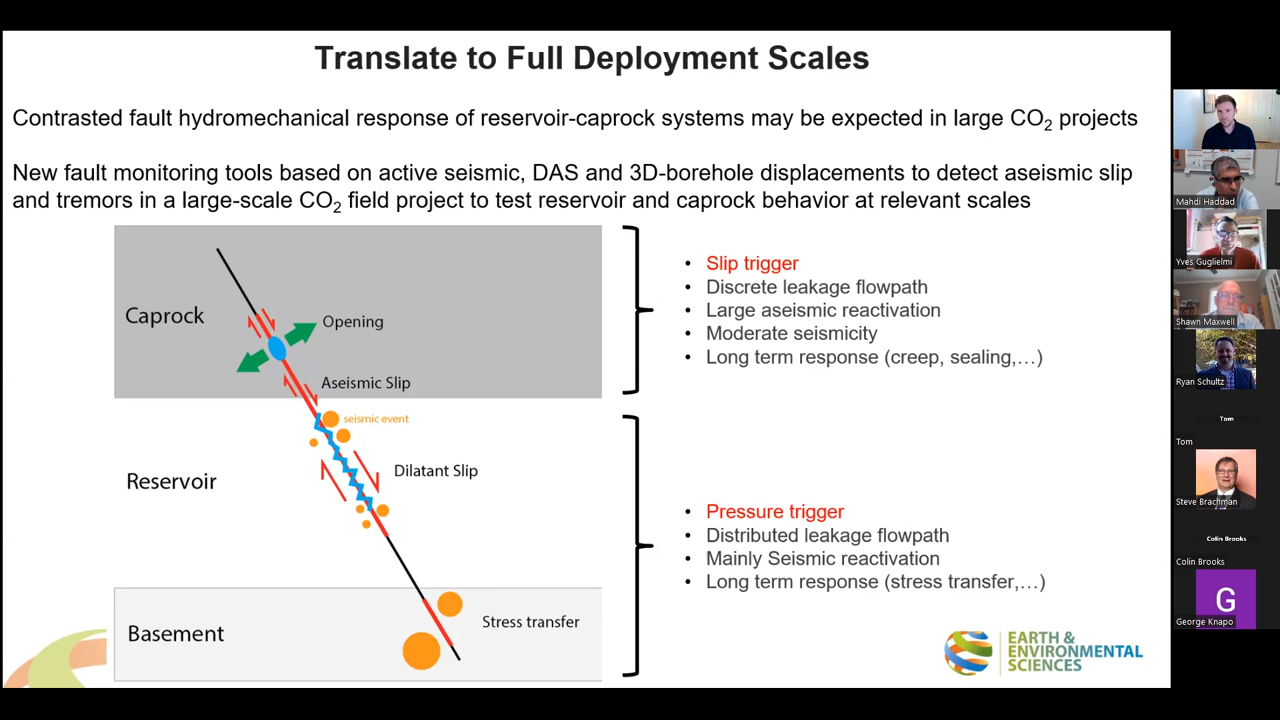 Translate to Full Deployment Scales
Contrasted fault hydromechanical response of reservoir-caprock systems may be expected in large CO2 projects
New fault monitoring tools based on active seismic, DAS and 3D-borehole displacements to detect aseismic slip
and tremors in a large-scale CO2 field project to test reservoir and caprock behavior at relevant scales
Caprock
Opening
Aseismic Slip
seismic event
Dilatant Slip
Reservoir
Basement
Stress transfer
• Slip trigger
• Discrete leakage flowpath
• Large aseismic reactivation
• Moderate seismicity
• Long term response (creep, sealing,…)
• Pressure trigger
• Distributed leakage flowpath
• Mainly Seismic reactivation
• Long term response (stress transfer,…)
EARTH &
ENVIRONMENTAL
SCIENCES
Mahdi Haddad
Yves Guglielmi
Shawn Maxwell
Ryan Schultz
Tom
Tom
Steve Brachman
Colin Brooks
Colin Brooks
G
George Knapo